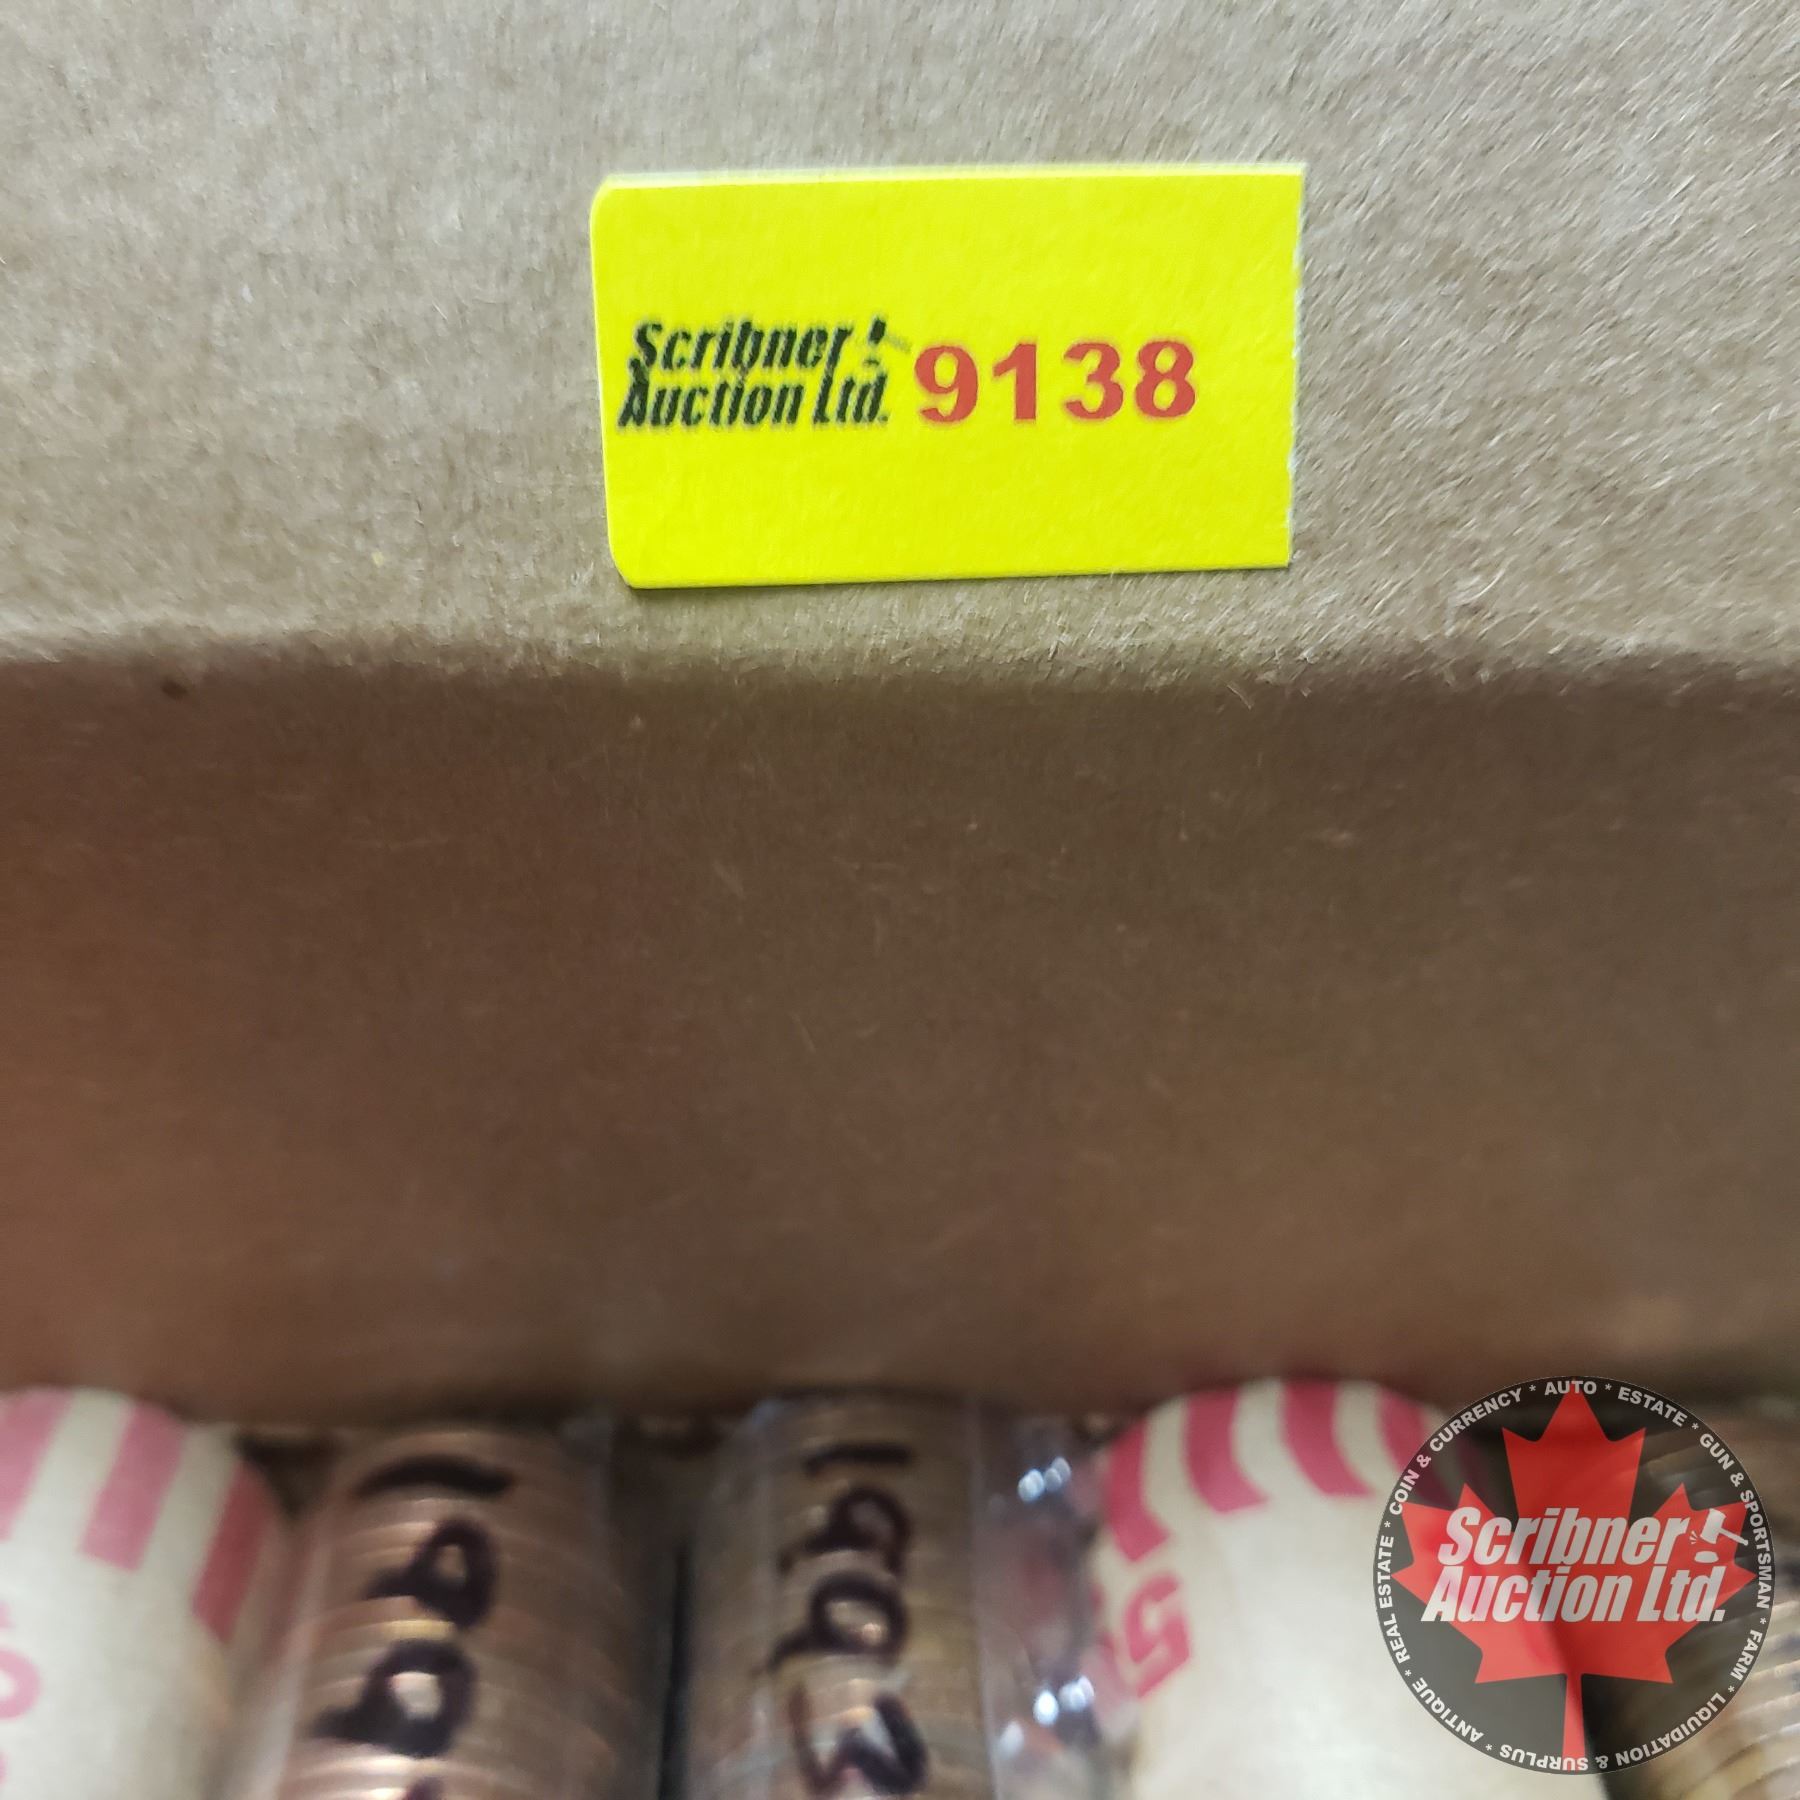 Scribner
Auction Ltd. 9138
199
1993
5
Scribner
Auction Ltd.
COIN & CURRENCY * AUTO * ESTATE * GUN & SPORTSMAN * FARM * LIQUIDATION & SURPLUS * ANTIQUE * REAL ESTATE *